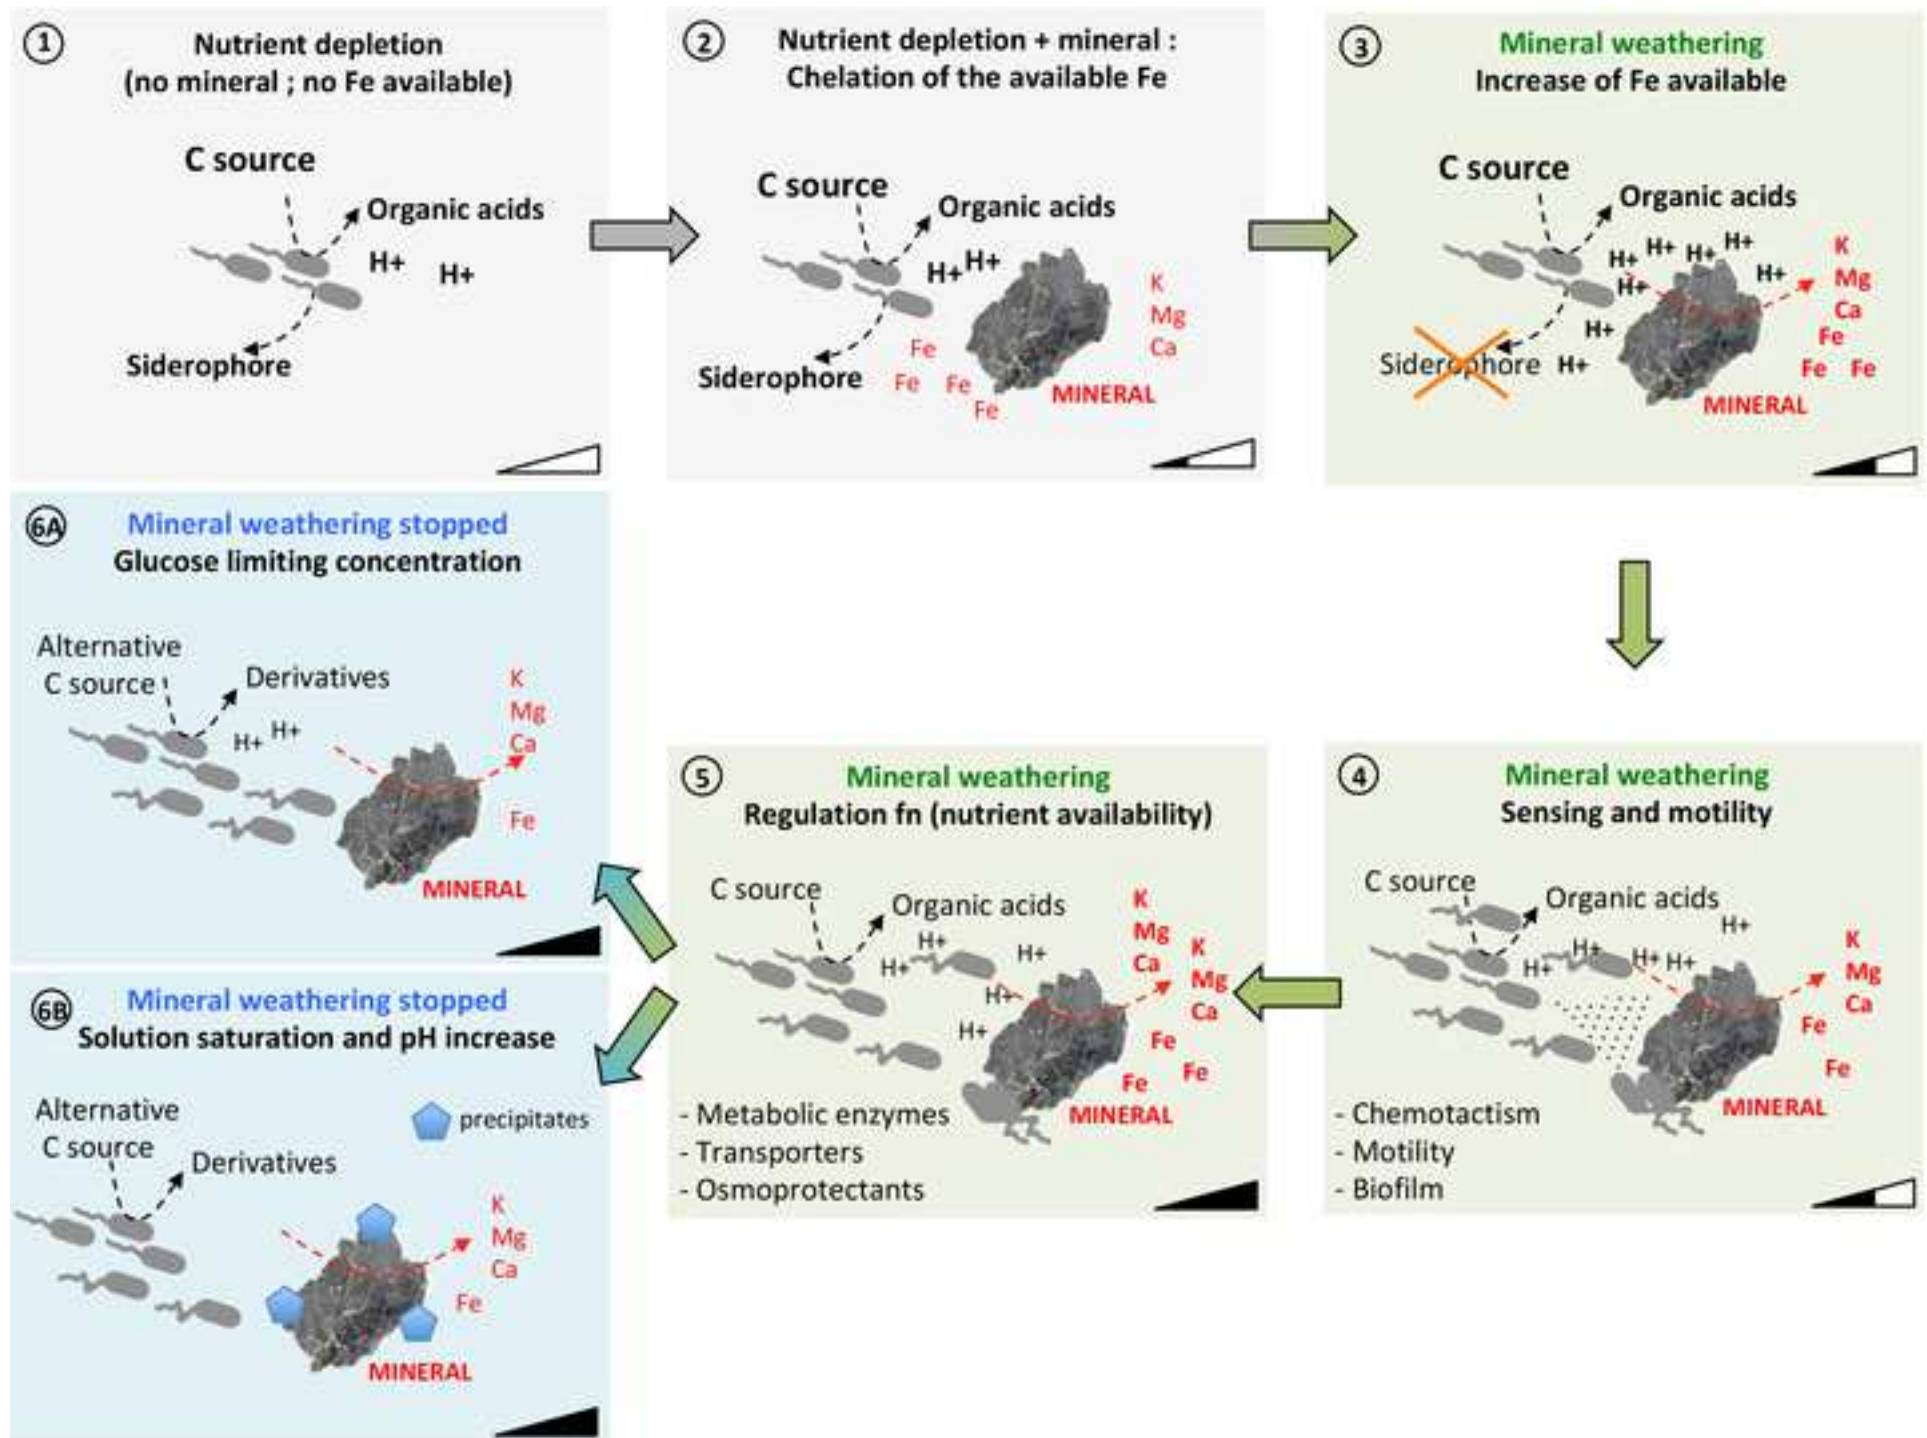 1
Nutrient depletion
(no mineral ; no Fe available)
C source
Organic acids
H+
H+
Siderophore
2
Nutrient depletion + mineral :
Chelation of the available Fe
C source
Organic acids
H+
H+
K
Mg
Ca
Fe
Fe
Fe
Fe
Siderophore
MINERAL
3
Mineral weathering
Increase of Fe available
C source
Organic acids
H+
H+
H+
H+
H+
H+
H+
H+
K
Mg
Ca
Fe
Fe
Fe
Siderophore
MINERAL
4
Mineral weathering
Sensing and motility
C source
Organic acids
H+
H+
H+
H+
H+
K
Mg
Ca
Fe
Fe
MINERAL
- Chemotactism
- Motility
- Biofilm
5
Mineral weathering
Regulation fn (nutrient availability)
C source
Organic acids
H+
H+
H+
H+
H+
K
Mg
Ca
K
Mg
Ca
Fe
Fe
Fe
MINERAL
- Metabolic enzymes
- Transporters
- Osmoprotectants
6A
Mineral weathering stopped
Glucose limiting concentration
Alternative
C source
Derivatives
H+
H+
K
Mg
Ca
Fe
MINERAL
6B
Mineral weathering stopped
Solution saturation and pH increase
Alternative
C source
precipitates
Derivatives
K
Mg
Ca
Fe
MINERAL